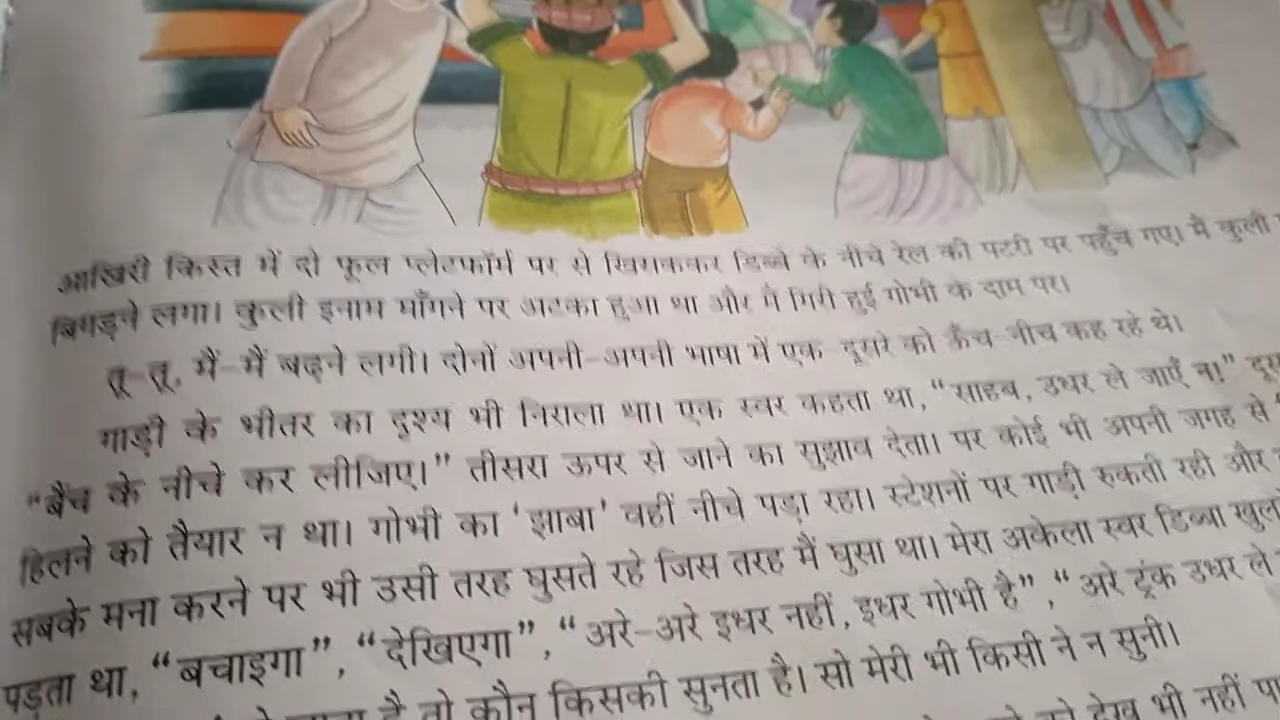 आखिरी किस्त में दो फूल प्लेटफॉर्म पर से खिसककर डिब्बे के नीचे रेल की पटरी पर पहुँच गए। मैं कुली
बिगड़ने लगा। कुली इनाम माँगने पर अटका हुआ था और मैं गिरी हुई गोभी के दाम पर।
तू-तू, मैं-मैं बढ़ने लगी। दोनों अपनी-अपनी भाषा में एक-दूसरे को ऊँच-नीच कह रहे थे।
गाड़ी के भीतर का दृश्य भी निराला था। एक स्वर कहता था, “साहब, उधर ले जाएँ न!”
“बैंच के नीचे कर लीजिए।” तीसरा ऊपर से जाने का सुझाव देता। पर कोई भी अपनी जगह से
हिलने को तैयार न था। गोभी का ‘झाबा’ वहीं नीचे पड़ा रहा। स्टेशनों पर गाड़ी रुकती रही और
सबके मना करने पर भी उसी तरह घुसते रहे जिस तरह मैं घुसा था। मेरा अकेला स्वर डिब्बा
पड़ता था, “बचाइगा”, “देखिएगा”, “अरे-अरे इधर नहीं, इधर गोभी है”, “अरे ट्रंक उधर ले
है तो कौन किसकी सुनता है। सो मेरी भी किसी ने न सुनी।
देख भी नहीं